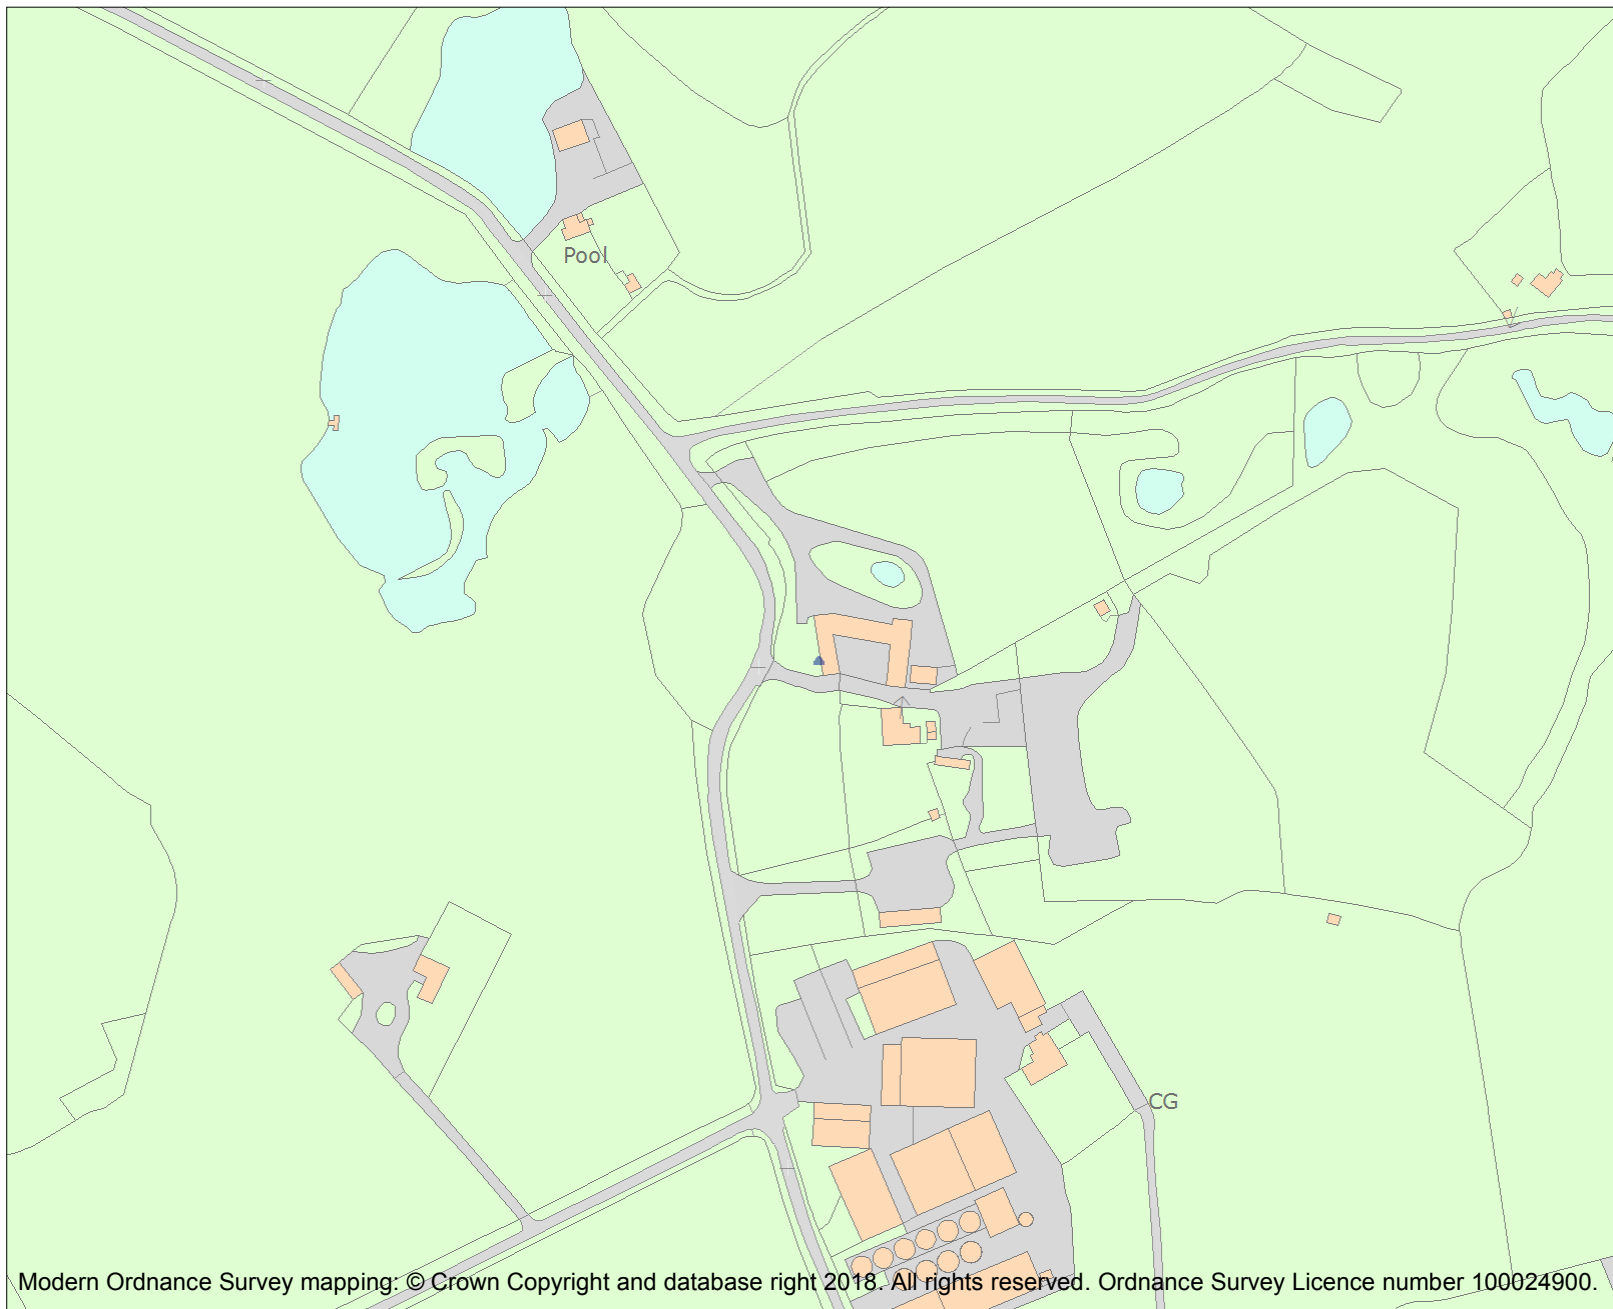 Pool
CG
Modern Ordnance Survey mapping: © Crown Copyright and database right 2018. All rights reserved. Ordnance Survey Licence number 100024900.